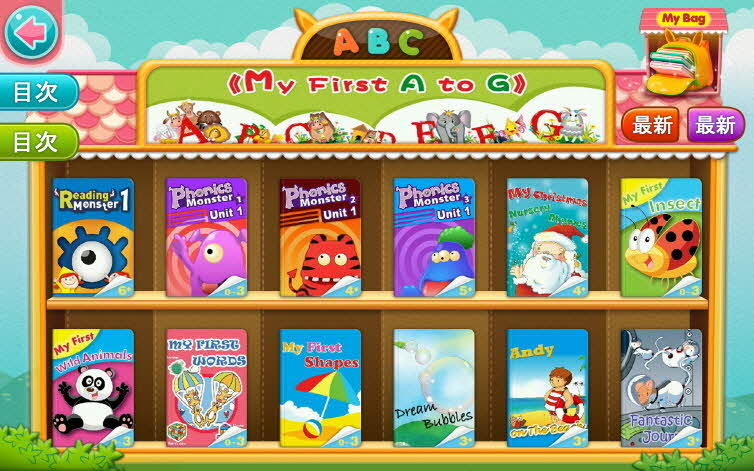 ABC
My Bag
《My First A to G》
A G F E G
目次
目次
最新
最新
Reading
Monster 1
6+
Phonics
Monster 1
Unit 1
0~3
Phonics
Monster 2
Unit 1
4+
Phonics
Monster 3
Unit 1
5+
My Christmas
Nursery Rhymes
4+
My First
Insect
0~3
My First
Wild Animals
3
MY FIRST
WORDS
0~3
My First
Shapes
0~3
Dream
Bubbles
3+
Andy
On The Beach
3+
Fantastic
3+